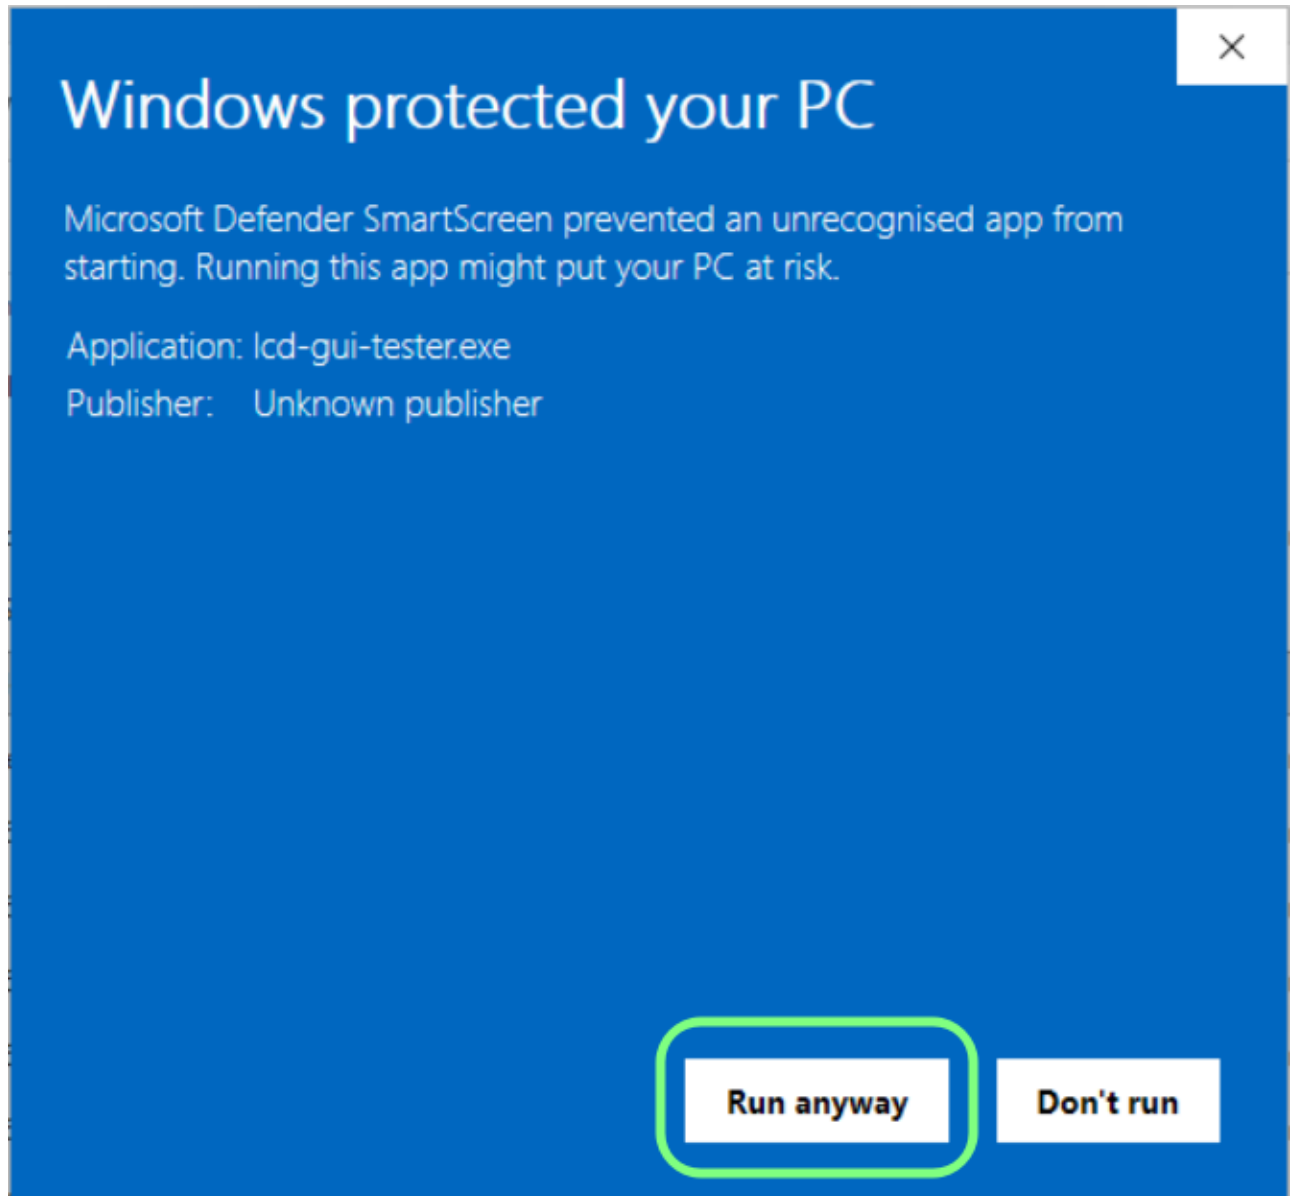 Windows protected your PC
Microsoft Defender SmartScreen prevented an unrecognised app from
starting. Running this app might put your PC at risk.
Application: lcd-gui-tester.exe
Publisher: Unknown publisher
Run anyway
Don't run